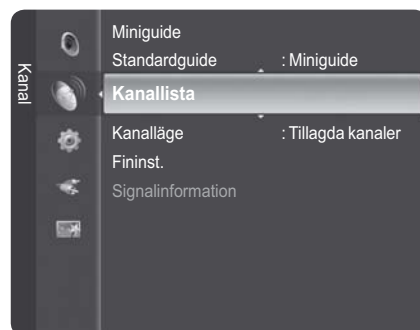 Kanal
Miniguide
Standardguide : Miniguide
Kanallista
Kanalläge : Tillagda kanaler
Fininst.
Signalinformation